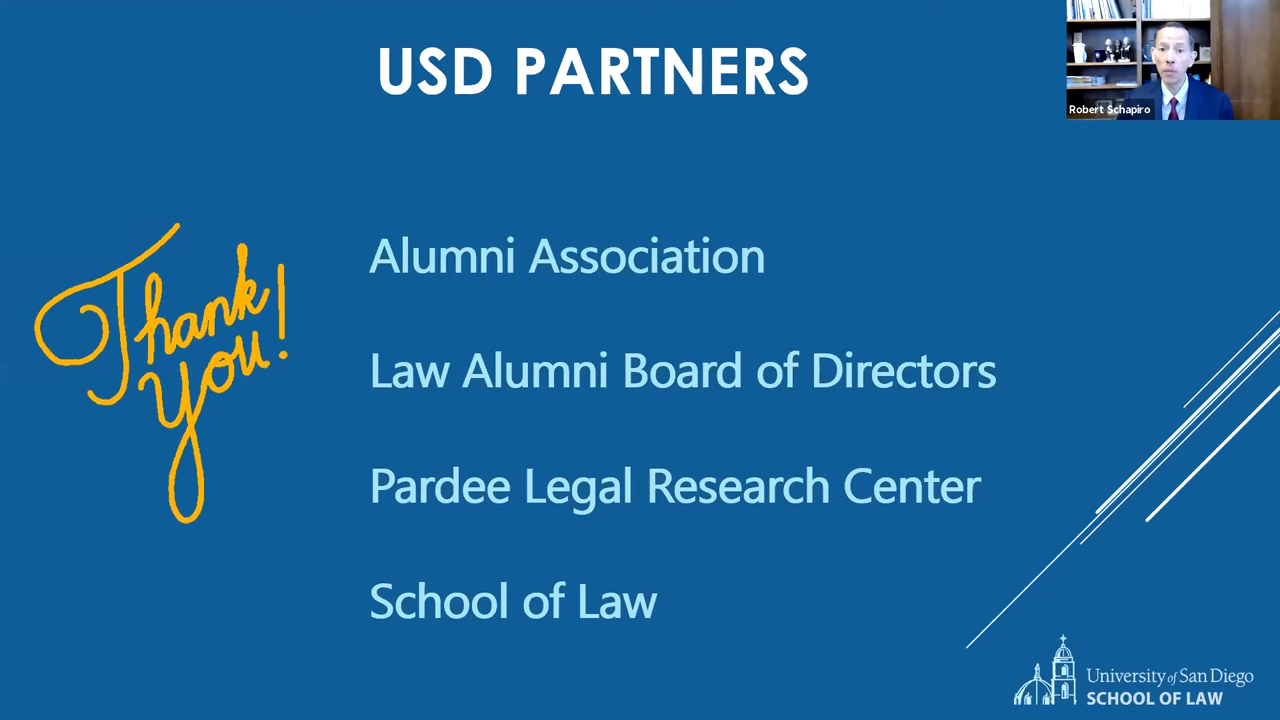 USD PARTNERS
Robert Schapiro
Thank
You!
Alumni Association
Law Alumni Board of Directors
Pardee Legal Research Center
School of Law
University of San Diego
SCHOOL OF LAW